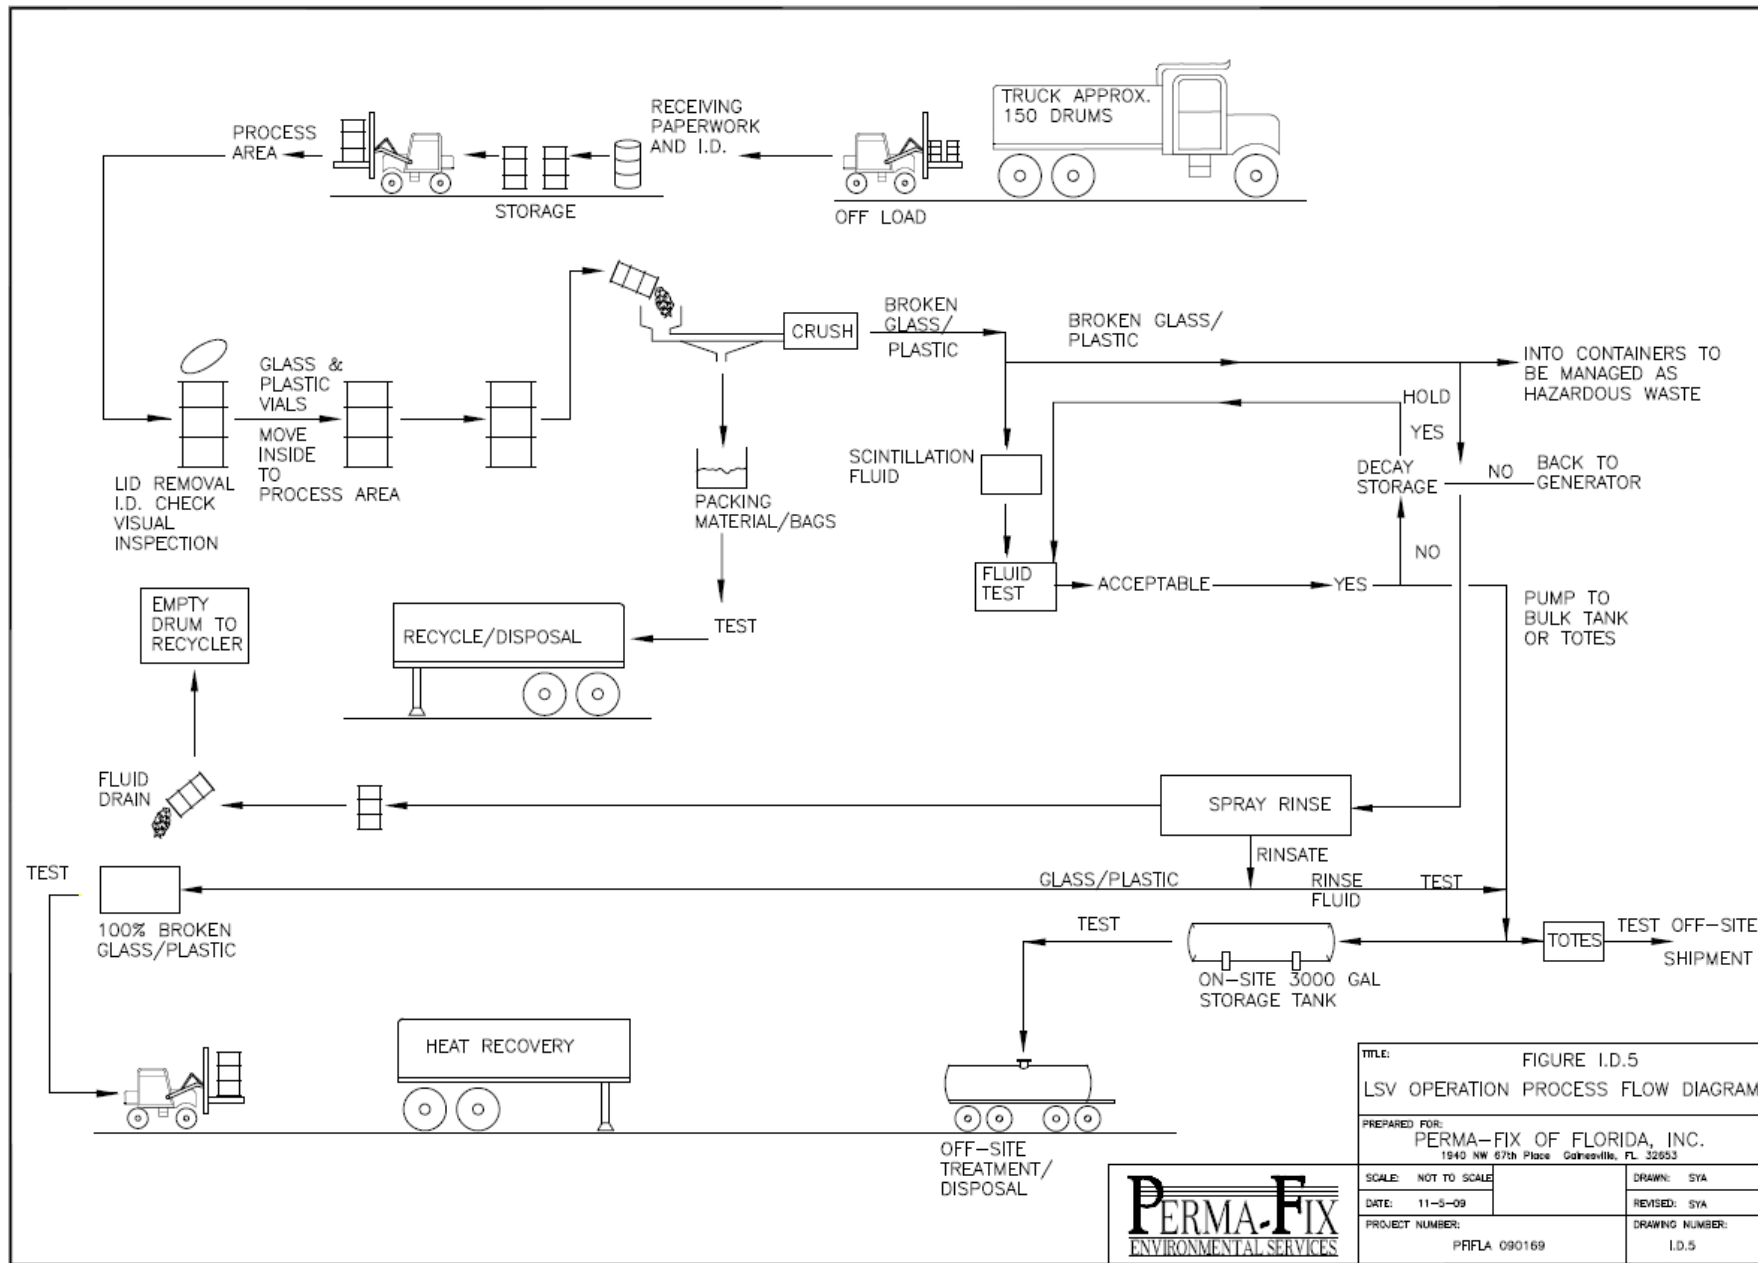 TRUCK APPROX.
150 DRUMS
OFF LOAD
RECEIVING
PAPERWORK
AND I.D.
STORAGE
PROCESS
AREA
LID REMOVAL
I.D. CHECK
VISUAL
INSPECTION
GLASS &
PLASTIC
VIALS
MOVE
INSIDE
TO
PROCESS AREA
CRUSH
PACKING
MATERIAL/BAGS
TEST
RECYCLE/DISPOSAL
BROKEN
GLASS/
PLASTIC
BROKEN GLASS/
PLASTIC
INTO CONTAINERS TO
BE MANAGED AS
HAZARDOUS WASTE
HOLD
YES
SCINTILLATION
FLUID
DECAY
STORAGE
NO
BACK TO
GENERATOR
NO
FLUID
TEST
ACCEPTABLE
YES
PUMP TO
BULK TANK
OR TOTES
EMPTY
DRUM TO
RECYCLER
FLUID
DRAIN
SPRAY RINSE
RINSATE
GLASS/PLASTIC
RINSE
FLUID
TEST
TEST
100% BROKEN
GLASS/PLASTIC
TEST
ON-SITE 3000 GAL
STORAGE TANK
TOTES
TEST OFF-SITE
SHIPMENT
HEAT RECOVERY
OFF-SITE
TREATMENT/
DISPOSAL
PERMA-FIX
ENVIRONMENTAL SERVICES
TITLE:
FIGURE I.D.5
LSV OPERATION PROCESS FLOW DIAGRAM
PREPARED FOR:
PERMA-FIX OF FLORIDA, INC.
1940 NW 67th Place Gainesville, FL 32653
SCALE: NOT TO SCALE
DRAWN: SYA
DATE: 11-5-09
REVISED: SYA
PROJECT NUMBER:
PFIFLA 090169
DRAWING NUMBER:
I.D.5